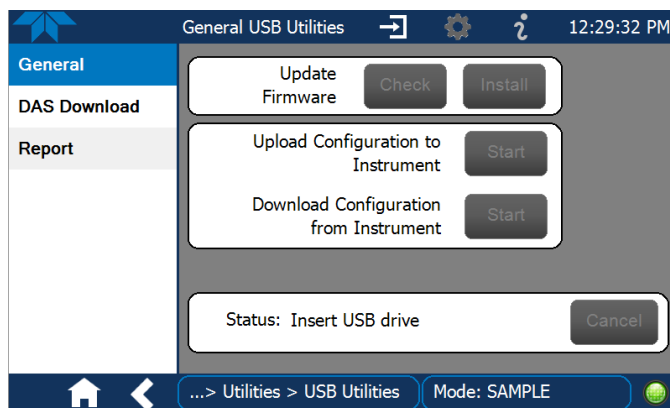 General USB Utilities
12:29:32 PM
General
DAS Download
Report
Update
Firmware
Check
Install
Upload Configuration to
Instrument
Start
Download Configuration
from Instrument
Start
Status: Insert USB drive
Cancel
...> Utilities > USB Utilities
Mode: SAMPLE